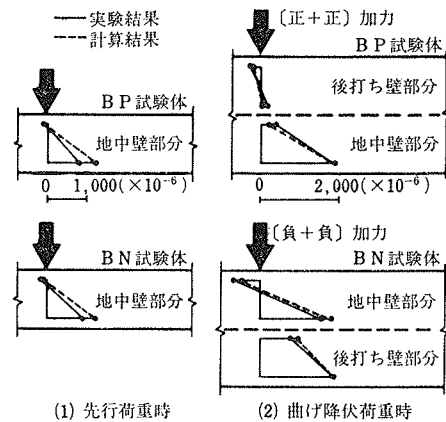 実験結果
計算結果
BP試験体
地中壁部分
0 1,000(×10⁻⁶)
BN試験体
地中壁部分
(1) 先行荷重時
〔正+正〕加力
BP試験体
後打ち壁部分
地中壁部分
0 2,000(×10⁻⁶)
〔負+負〕加力
BN試験体
地中壁部分
後打ち壁部分
(2) 曲げ降伏荷重時